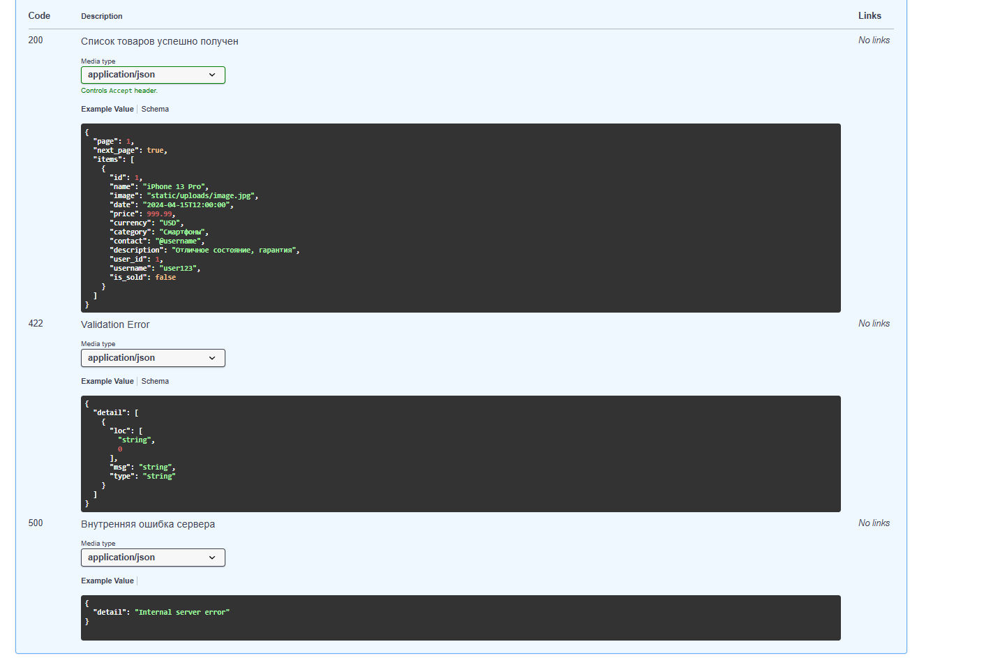 Code Description Links
200 Список товаров успешно получен No links
Media type
application/json
Controls Accept header.
Example Value Schema
{
  "page": 1,
  "next_page": true,
  "items": [
    {
      "id": 1,
      "name": "iPhone 13 Pro",
      "image": "static/uploads/image.jpg",
      "date": "2024-04-15T12:00:00",
      "price": 999.99,
      "currency": "USD",
      "category": "Смартфоны",
      "contact": "@username",
      "description": "Отличное состояние, гарантия",
      "user_id": 1,
      "username": "user123",
      "is_sold": false
    }
  ]
}
422 Validation Error No links
Media type
application/json
Example Value Schema
{
  "detail": [
    {
      "loc": [
        "string",
        0
      ],
      "msg": "string",
      "type": "string"
    }
  ]
}
500 Внутренняя ошибка сервера No links
Media type
application/json
Example Value
{
  "detail": "Internal server error"
}